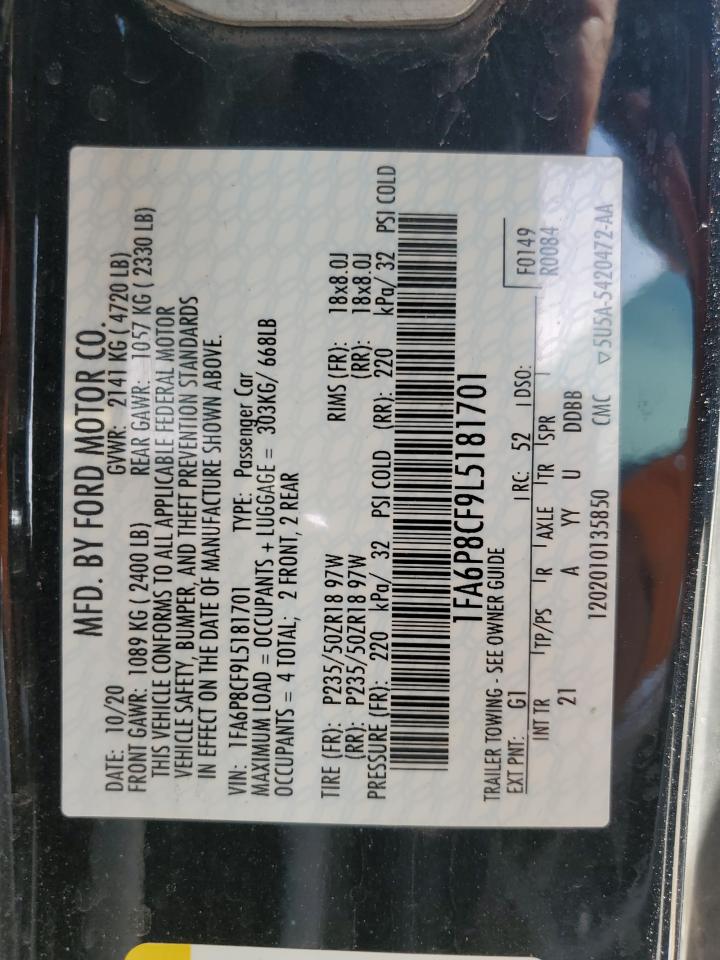 MFD. BY FORD MOTOR CO.
DATE: 10/20 GVWR: 2141 KG ( 4720 LB)
FRONT GAWR: 1089 KG ( 2400 LB) REAR GAWR: 1057 KG ( 2330 LB)
THIS VEHICLE CONFORMS TO ALL APPLICABLE FEDERAL MOTOR
VEHICLE SAFETY, BUMPER, AND THEFT PREVENTION STANDARDS
IN EFFECT ON THE DATE OF MANUFACTURE SHOWN ABOVE.
VIN: 1FA6P8CF9L5181701 TYPE: Passenger Car
MAXIMUM LOAD = OCCUPANTS + LUGGAGE = 303KG/ 668LB
OCCUPANTS = 4 TOTAL; 2 FRONT, 2 REAR
TIRE (FR): P235/50ZR18 97W RIMS (FR): 18x8.0J
(RR): P235/50ZR18 97W (RR): 18x8.0J
PRESSURE (FR): 220 kPa/ 32 PSI COLD (RR): 220 kPa/ 32 PSI COLD
1FA6P8CF9L5181701
TRAILER TOWING - SEE OWNER GUIDE F0149
EXT PNT: G1 RC: 52 DSO: R0084
INT TR TP/PS R AXLE TR SPR
21 A YY U DDBB
1202010135850 CMC ▽5U5A-5420472-AA